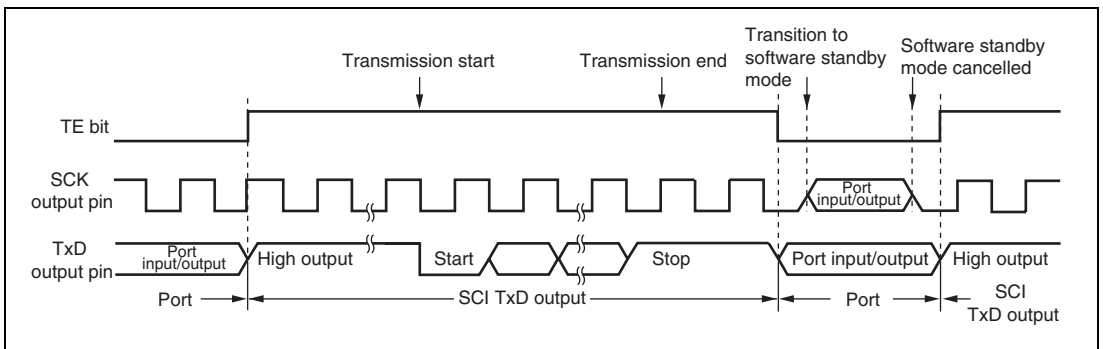 Transition to
software standby
mode
Software standby
mode cancelled
Transmission start
Transmission end
TE bit
SCK
output pin
Port
input/output
TxD
output pin
Port
input/output
High output
Start
Stop
Port input/output
High output
Port
SCI TxD output
Port
SCI
TxD output